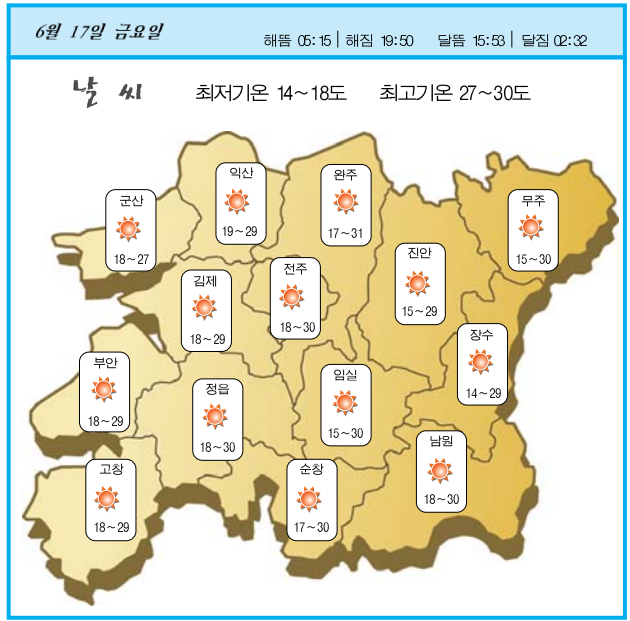 6월 17일 금요일
해뜸 05:15 | 해짐 19:50 달뜸 15:53 | 달짐 02:32
날씨 최저기온 14~18도 최고기온 27~30도
군산
18~27
익산
19~29
완주
17~31
무주
15~30
김제
18~29
전주
18~30
진안
15~29
장수
14~29
부안
18~29
정읍
18~30
임실
15~30
남원
18~30
고창
18~29
순창
17~30